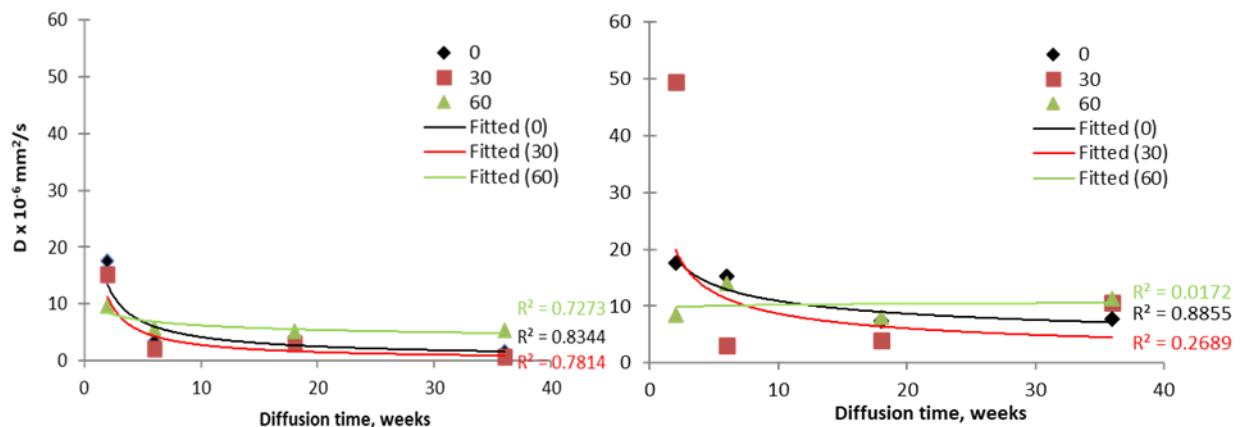 60
50
40
30
20
10
0
D x 10⁻⁶ mm²/s
0
30
60
Fitted (0)
Fitted (30)
Fitted (60)
R² = 0.7273
R² = 0.8344
R² = 0.7814
0 10 20 30 40
Diffusion time, weeks
60
50
40
30
20
10
0
0
30
60
Fitted (0)
Fitted (30)
Fitted (60)
R² = 0.0172
R² = 0.8855
R² = 0.2689
0 10 20 30 40
Diffusion time, weeks